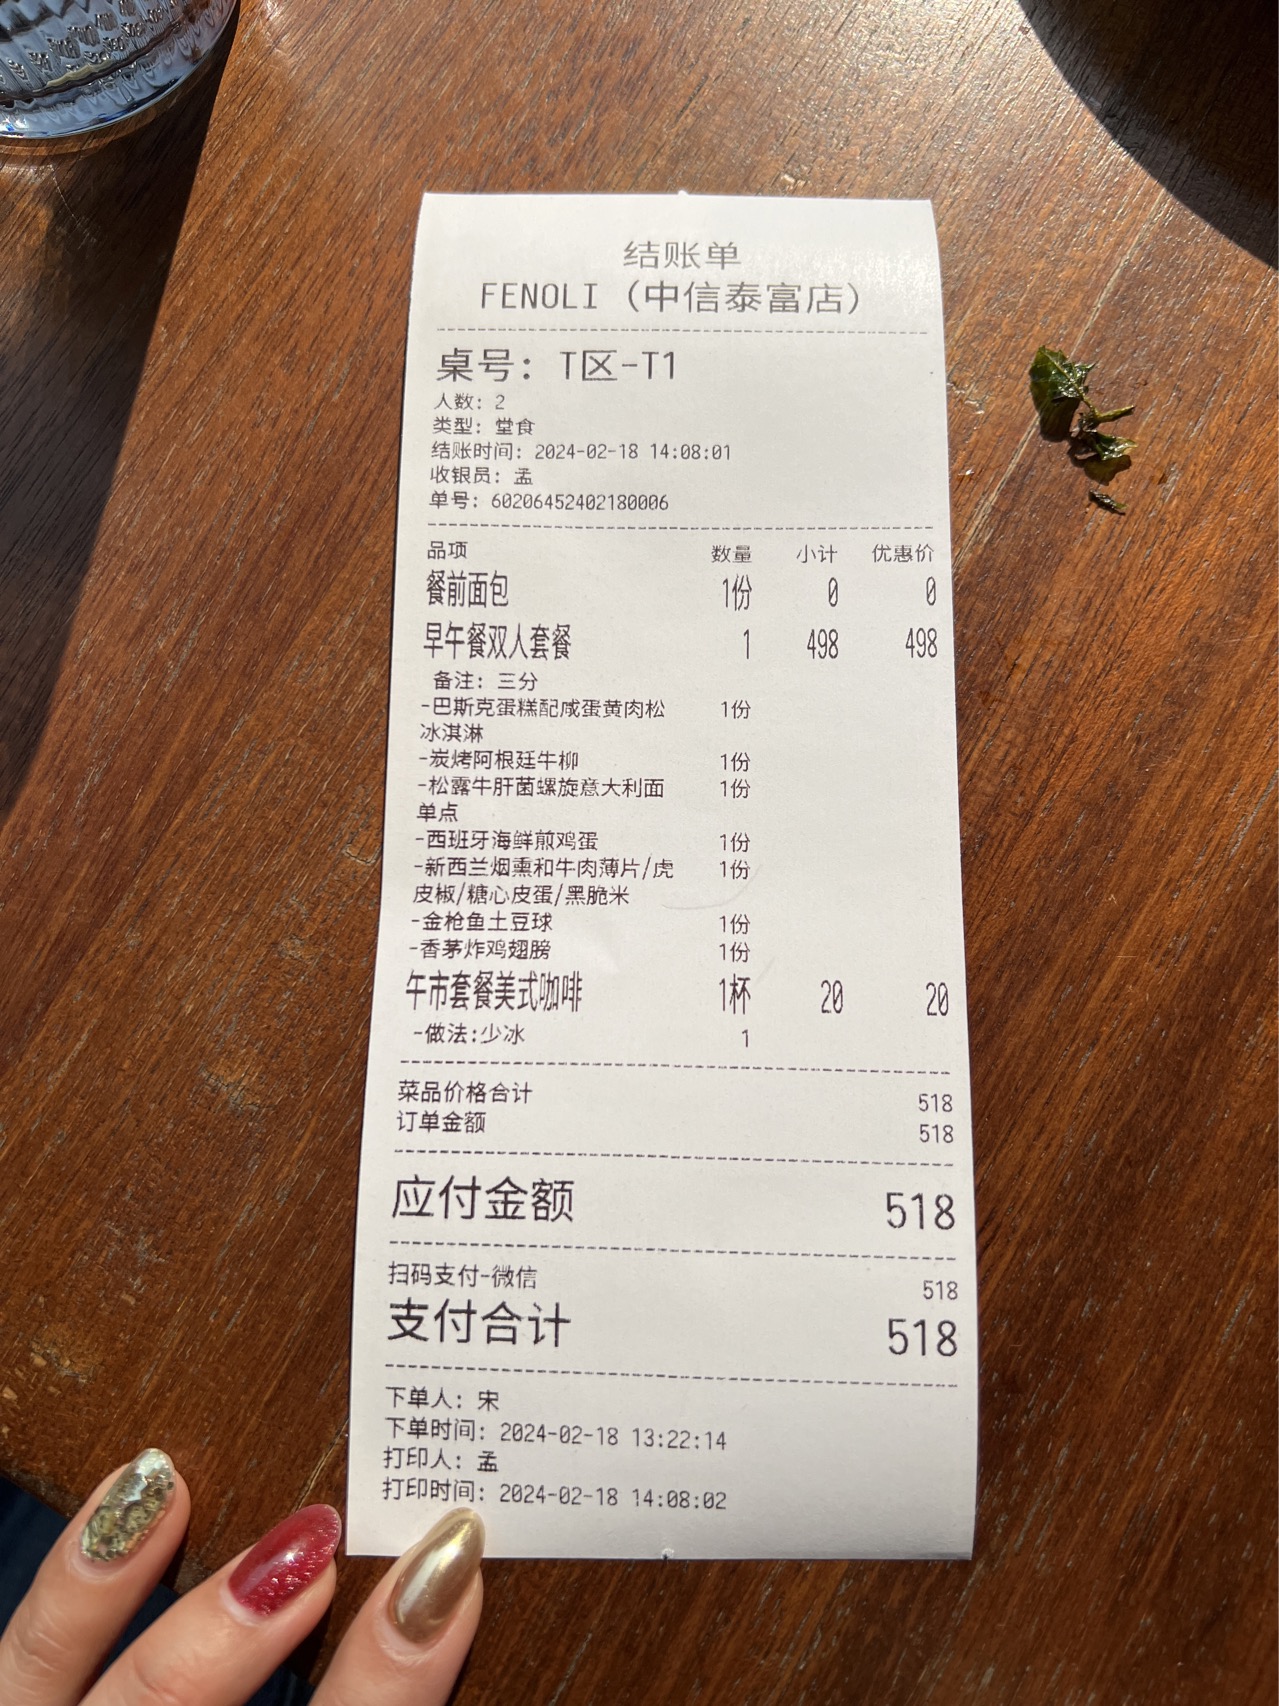 结账单
FENOLI（中信泰富店）
桌号：T区-T1
人数：2
类型：堂食
结账时间：2024-02-18 14:08:01
收银员：孟
单号：60206452402180006
品项 数量 小计 优惠价
餐前面包 1份 0 0
早午餐双人套餐 1 498 498
备注：三分
-巴斯克蛋糕配咸蛋黄肉松 1份
冰淇淋
-炭烤阿根廷牛柳 1份
-松露牛肝菌螺旋意大利面 1份
单点
-西班牙海鲜煎鸡蛋 1份
-新西兰烟熏和牛肉薄片/虎 1份
皮椒/糖心皮蛋/黑脆米
-金枪鱼土豆球 1份
-香茅炸鸡翅膀 1份
午市套餐美式咖啡 1杯 20 20
-做法:少冰 1
菜品价格合计 518
订单金额 518
应付金额 518
扫码支付-微信 518
支付合计 518
下单人：宋
下单时间：2024-02-18 13:22:14
打印人：孟
打印时间：2024-02-18 14:08:02